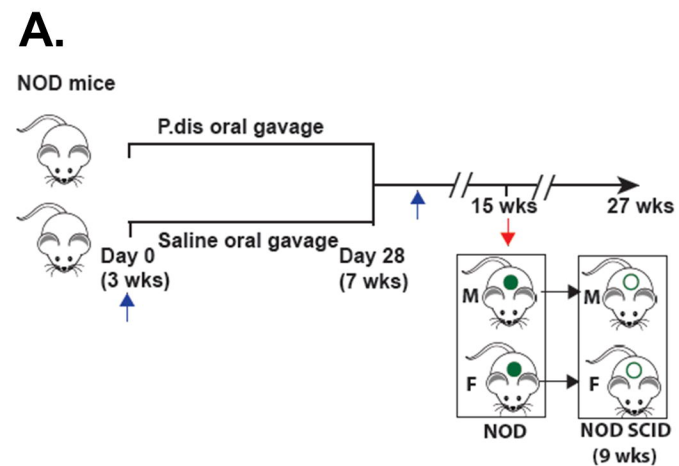 A.
NOD mice
P.dis oral gavage
Saline oral gavage
Day 0
(3 wks)
Day 28
(7 wks)
15 wks
27 wks
M
M
F
F
NOD
NOD SCID
(9 wks)